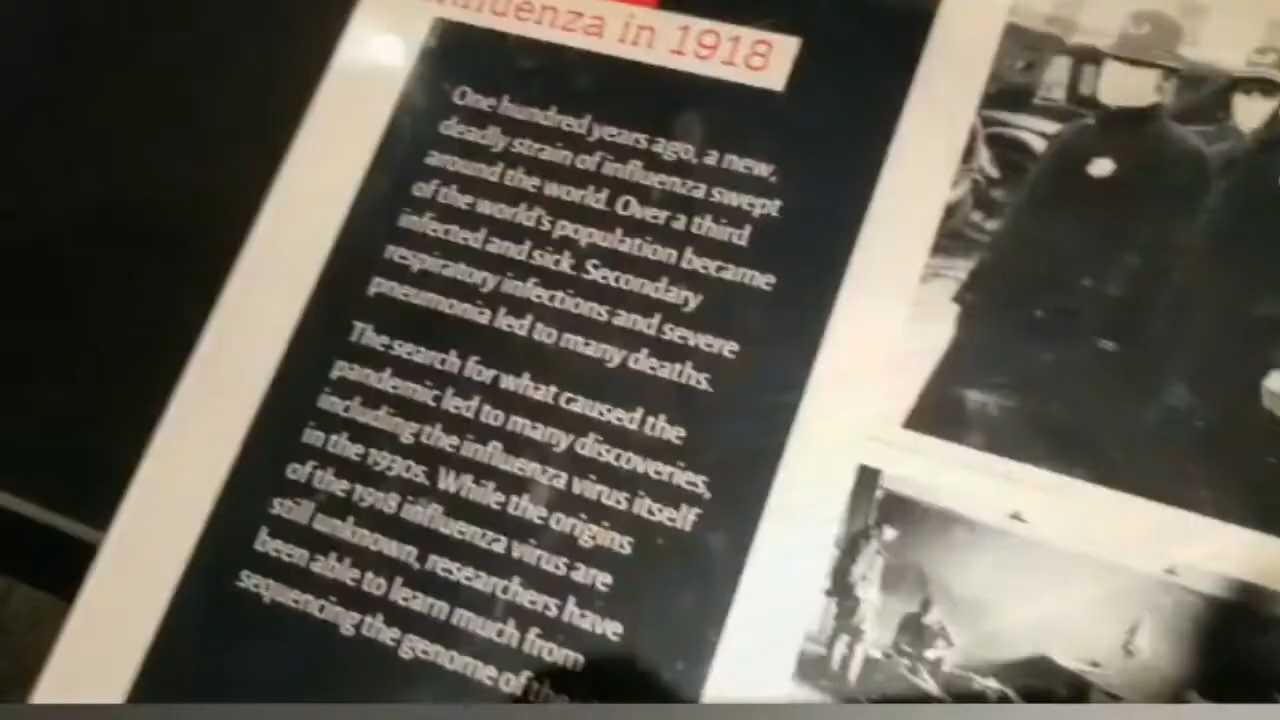 Influenza in 1918
One hundred years ago, a new,
deadly strain of influenza swept
around the world. Over a third
of the world's population became
infected and sick. Secondary
respiratory infections and severe
pneumonia led to many deaths.
The search for what caused the
pandemic led to many discoveries,
including the influenza virus itself
in the 1930s. While the origins
of the 1918 influenza virus are
still unknown, researchers have
been able to learn much from
sequencing the genome of the